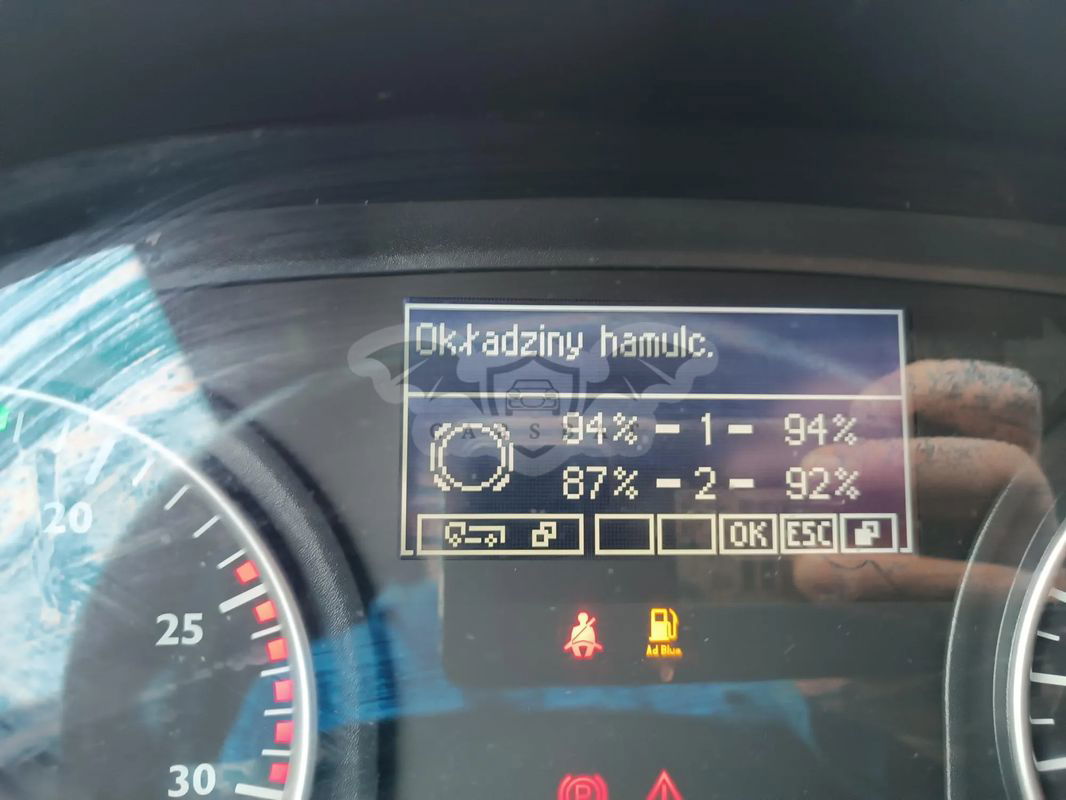 Okładziny hamulc.
94% - 1 - 94%
87% - 2 - 92%
OK ESC
20
25
30
Ad Blue
P